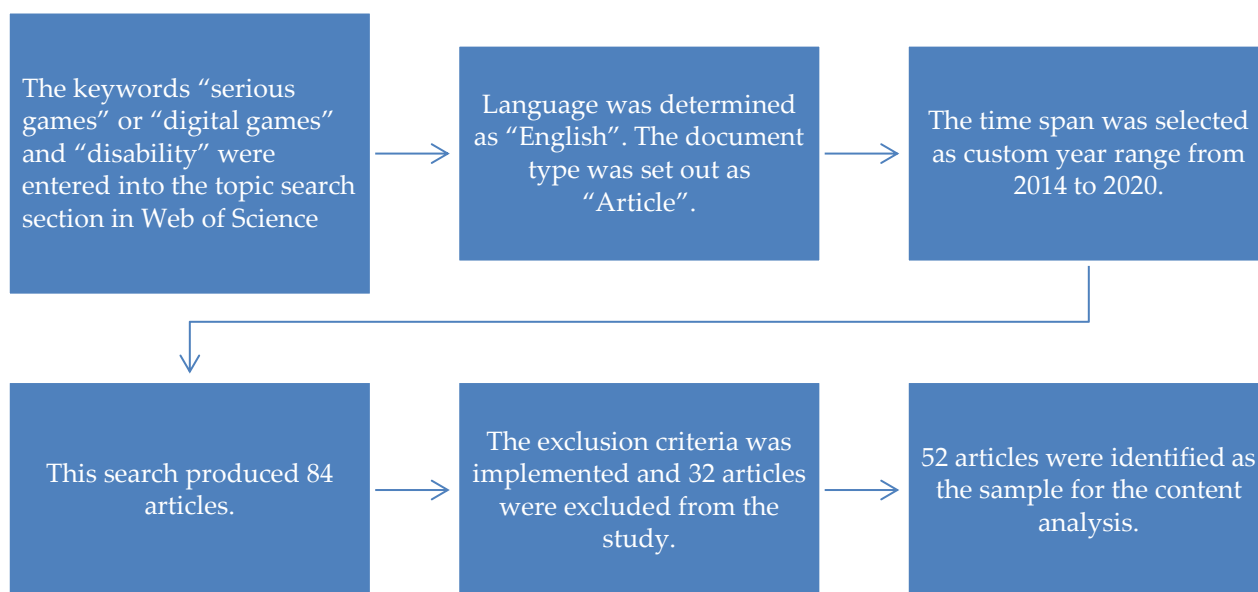 The keywords “serious
games” or “digital games”
and “disability” were
entered into the topic search
section in Web of Science
Language was determined
as “English”. The document
type was set out as
“Article”.
The time span was selected
as custom year range from
2014 to 2020.
This search produced 84
articles.
The exclusion criteria was
implemented and 32 articles
were excluded from the
study.
52 articles were identified as
the sample for the content
analysis.